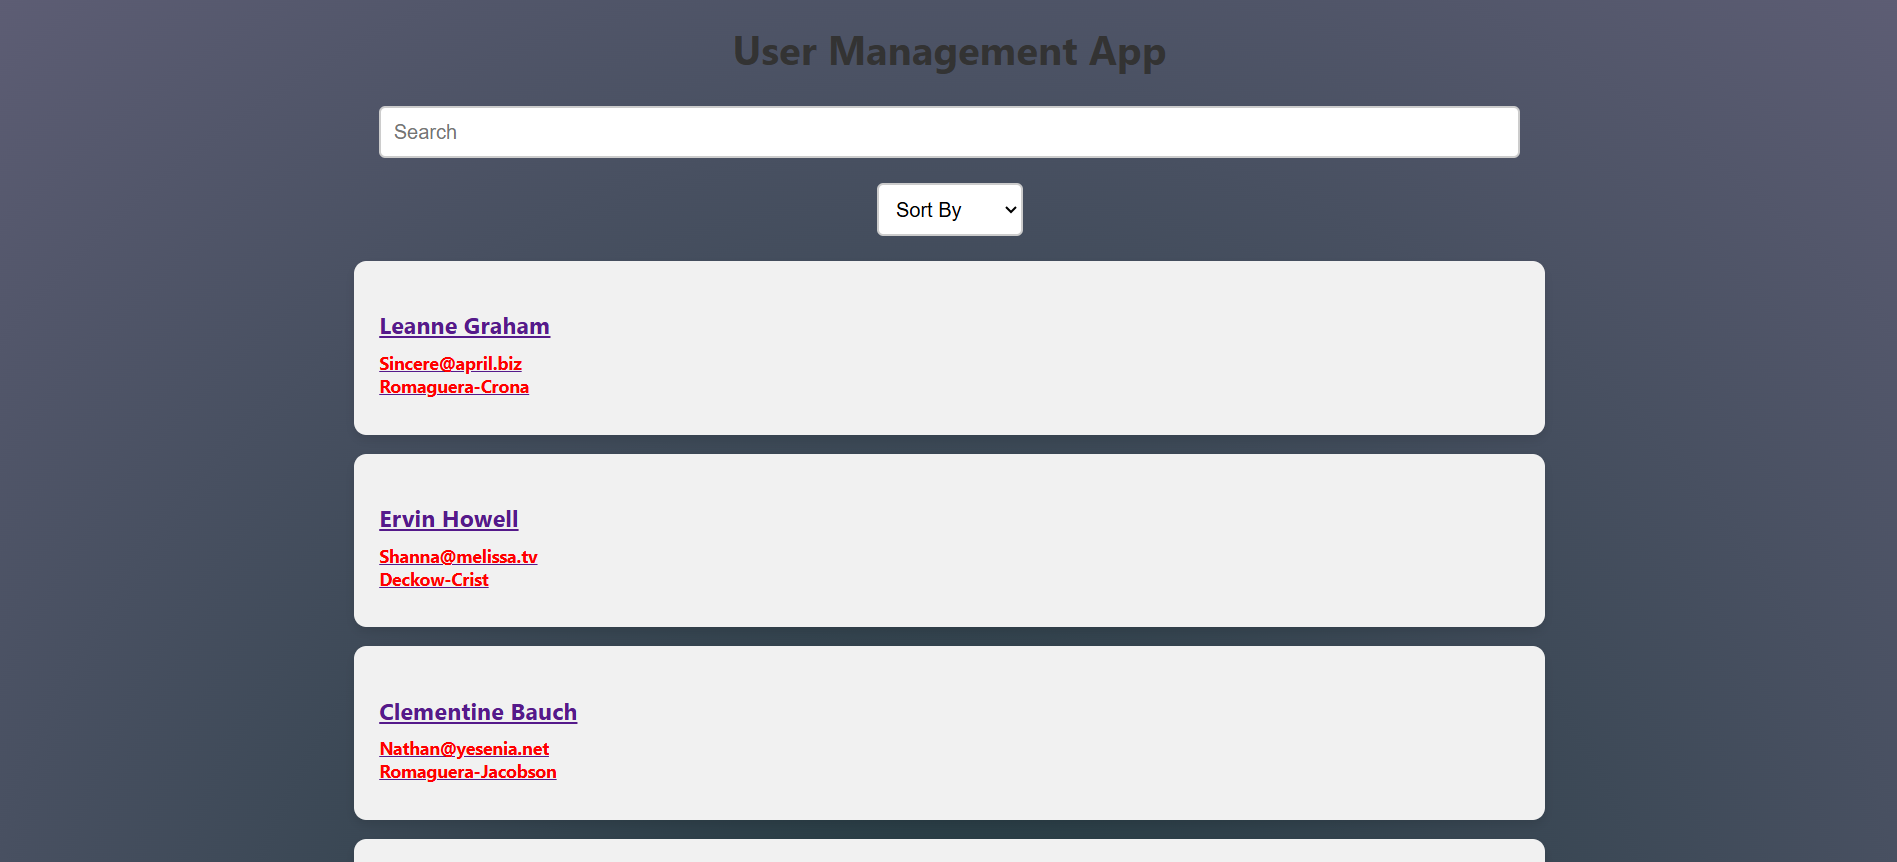 User Management App
Search
Sort By
Leanne Graham
Sincere@april.biz
Romaguera-Crona
Ervin Howell
Shanna@melissa.tv
Deckow-Crist
Clementine Bauch
Nathan@yesenia.net
Romaguera-Jacobson